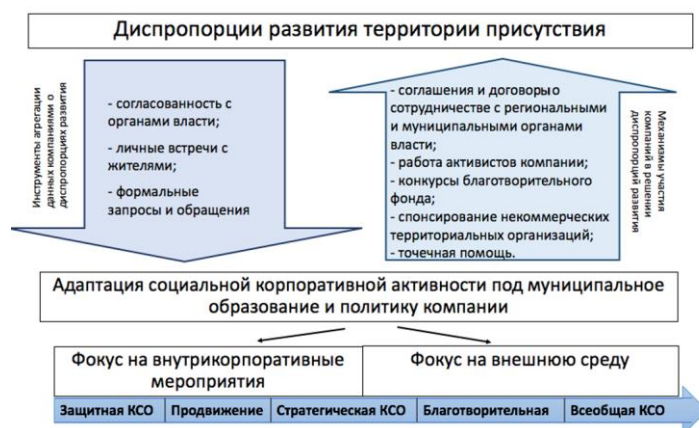 Диспропорции развития территории присутствия
Инструменты агрегации
данных компаниями о
диспропорциях развития
- согласованность с
органами власти;
- личные встречи с
жителями;
- формальные
запросы и обращения
- соглашения и договорыо
сотрудничестве с региональными
и муниципальными органами
власти;
- работа активистов компании;
- конкурсы благотворительного
фонда;
- спонсирование некоммерческих
территориальных организаций;
- точечная помощь.
Механизмы участия
компаний в решении
диспропорций развития
Адаптация социальной корпоративной активности под муниципальное
образование и политику компании
Фокус на внутрикорпоративные
мероприятия
Фокус на внешнюю среду
Защитная КСО
Продвижение
Стратегическая КСО
Благотворительная
Всеобщая КСО